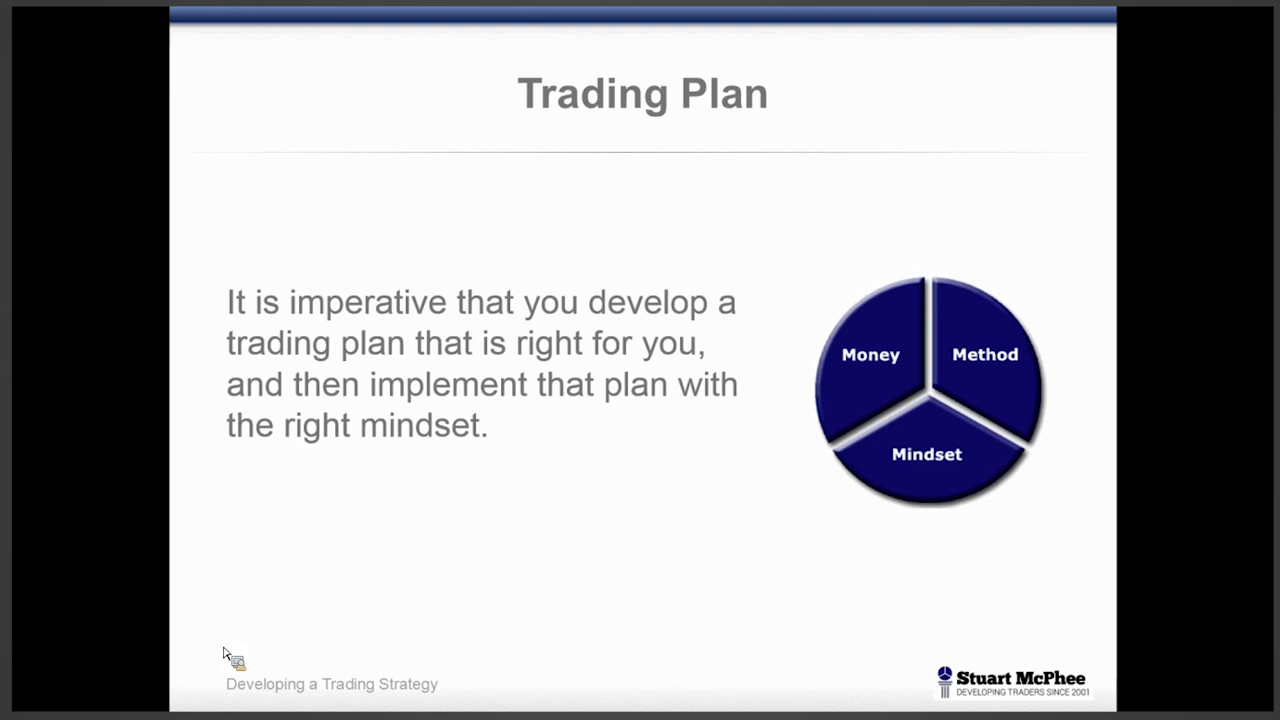 Trading Plan
It is imperative that you develop a
trading plan that is right for you,
and then implement that plan with
the right mindset.
Money
Method
Mindset
Developing a Trading Strategy
Stuart McPhee
DEVELOPING TRADERS SINCE 2001